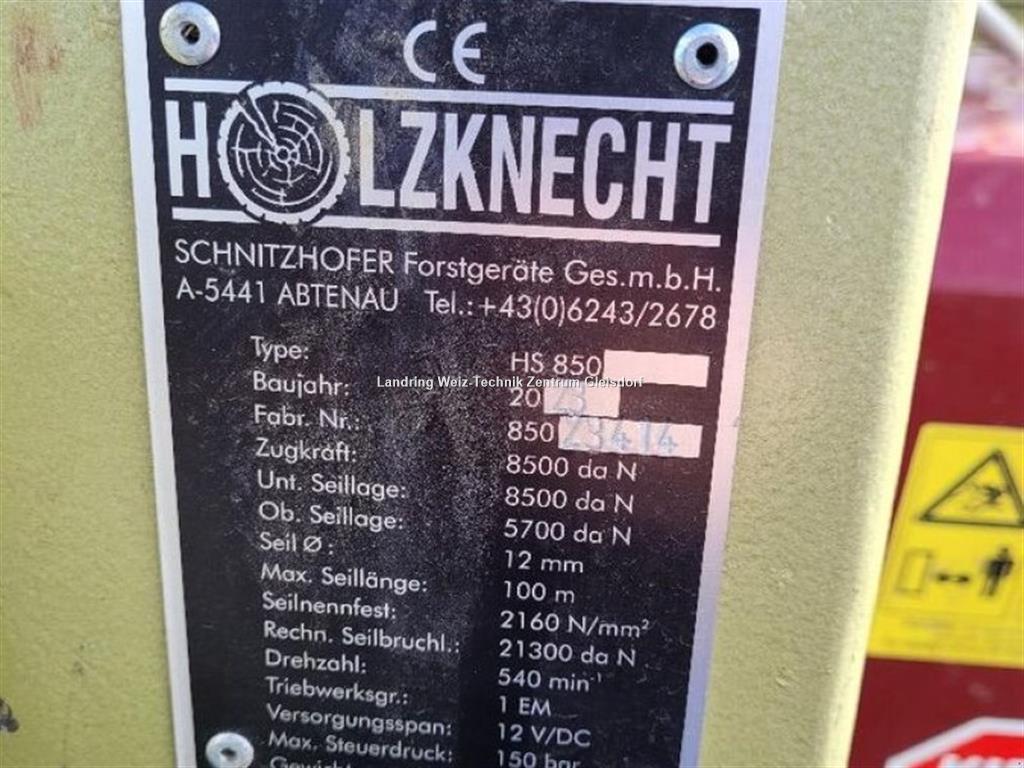 CE
HOLZKNECHT
SCHNITZHOFER Forstgeräte Ges.m.b.H.
A-5441 ABTENAU Tel.: +43(0)6243/2678
Type: HS 850
Landring Weiz-Technik Zentrum Gleisdorf
Baujahr: 2023
Fabr. Nr.: 850 29414
Zugkraft: 8500 da N
Unt. Seillage: 8500 da N
Ob. Seillage: 5700 da N
Seil Ø: 12 mm
Max. Seillänge: 100 m
Seilnennfest: 2160 N/mm²
Rechn. Seilbruchl.: 21300 da N
Drehzahl: 540 min⁻¹
Triebwerksgr.: 1 EM
Versorgungsspan: 12 V/DC
Max. Steuerdruck: 150 bar